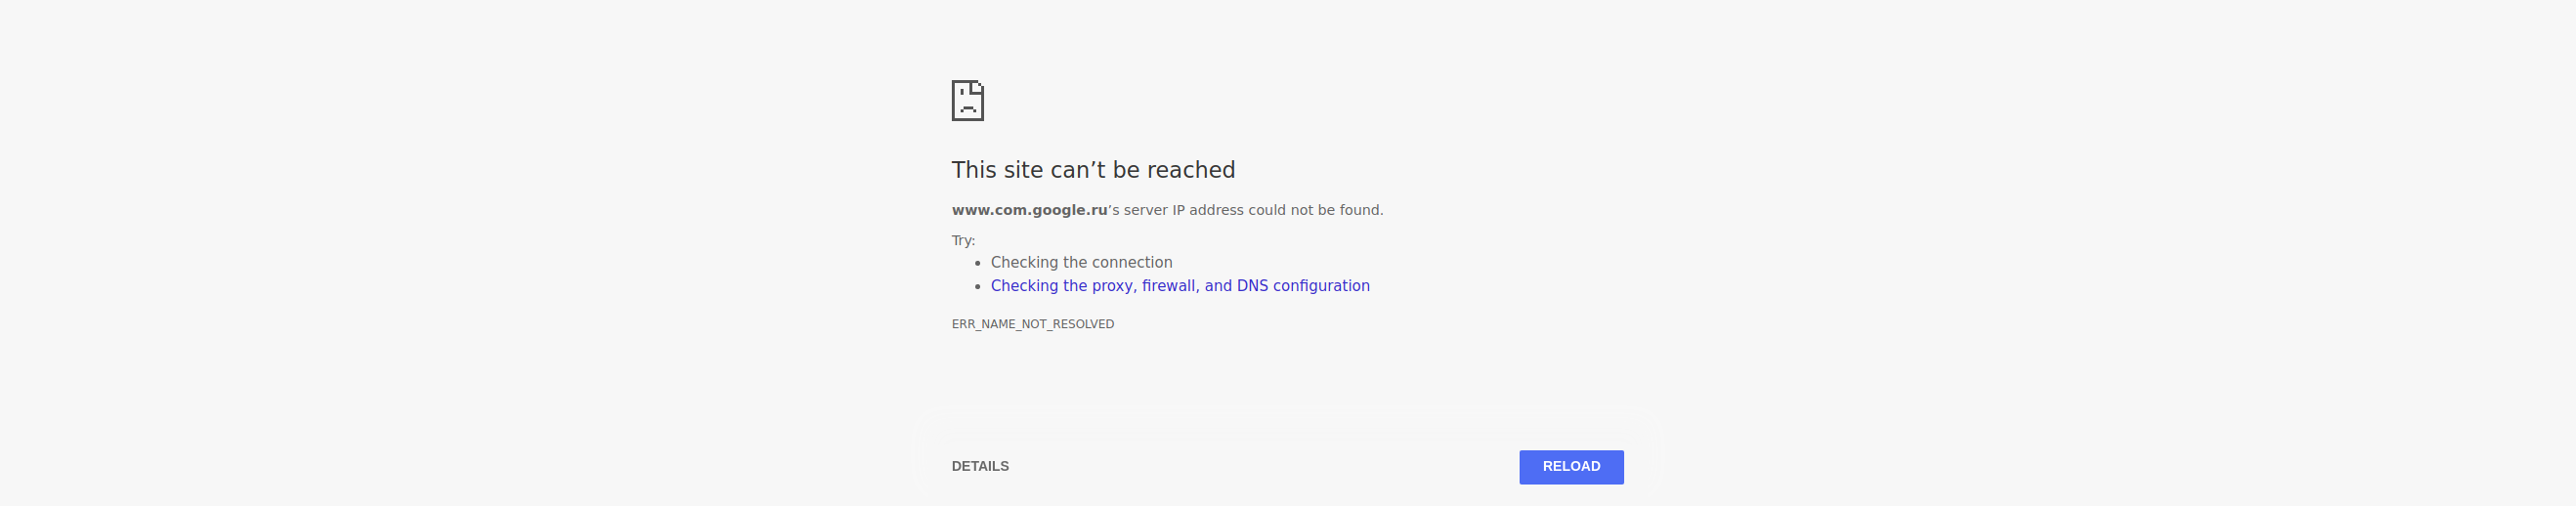 This site can’t be reached
www.com.google.ru’s server IP address could not be found.
Try:
Checking the connection
Checking the proxy, firewall, and DNS configuration
ERR_NAME_NOT_RESOLVED
DETAILS
RELOAD